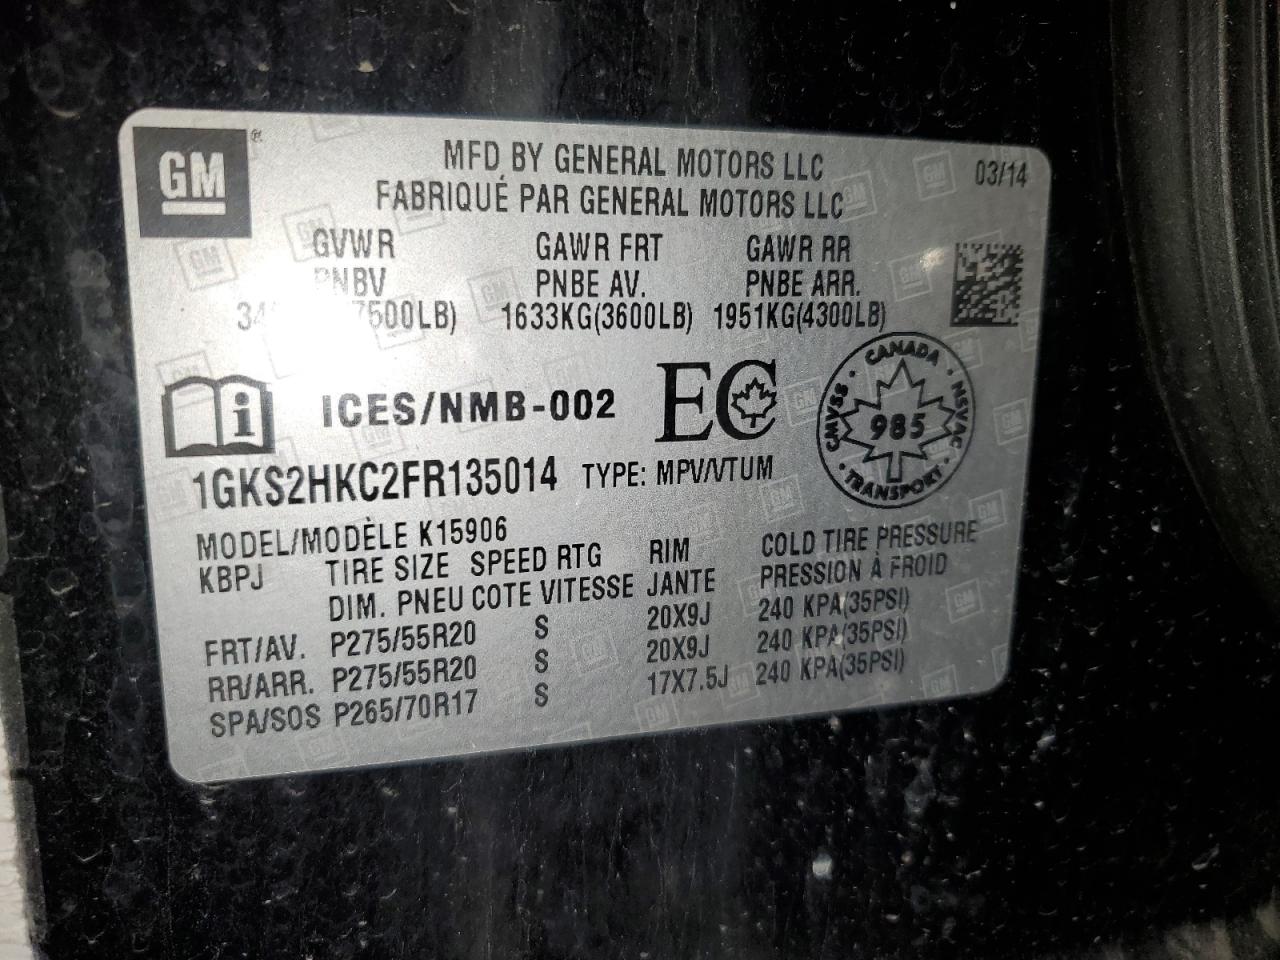 GM ®
MFD BY GENERAL MOTORS LLC
03/14
FABRIQUÉ PAR GENERAL MOTORS LLC
GVWR GAWR FRT GAWR RR
PNBV PNBE AV. PNBE ARR.
7500LB) 1633KG(3600LB) 1951KG(4300LB)
i ICES/NMB-002 EC
CANADA
CMVSS 985 NSVAC
TRANSPORT
1GKS2HKC2FR135014 TYPE: MPV/VTUM
MODEL/MODÈLE K15906
KBPJ TIRE SIZE SPEED RTG RIM COLD TIRE PRESSURE
DIM. PNEU COTE VITESSE JANTE PRESSION À FROID
FRT/AV. P275/55R20 S 20X9J 240 KPA(35PSI)
RR/ARR. P275/55R20 S 20X9J 240 KPA(35PSI)
SPA/SOS P265/70R17 S 17X7.5J 240 KPA(35PSI)